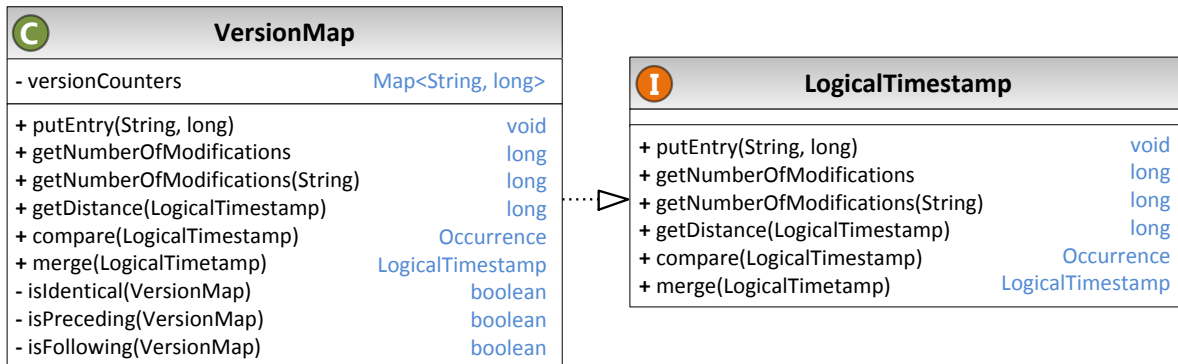 C VersionMap
- versionCounters Map<String, long>
+ putEntry(String, long) void
+ getNumberOfModifications long
+ getNumberOfModifications(String) long
+ getDistance(LogicalTimestamp) long
+ compare(LogicalTimestamp) Occurrence
+ merge(LogicalTimetamp) LogicalTimestamp
- isIdentical(VersionMap) boolean
- isPreceding(VersionMap) boolean
- isFollowing(VersionMap) boolean
I LogicalTimestamp
+ putEntry(String, long) void
+ getNumberOfModifications long
+ getNumberOfModifications(String) long
+ getDistance(LogicalTimestamp) long
+ compare(LogicalTimestamp) Occurrence
+ merge(LogicTimetamp) LogicalTimestamp